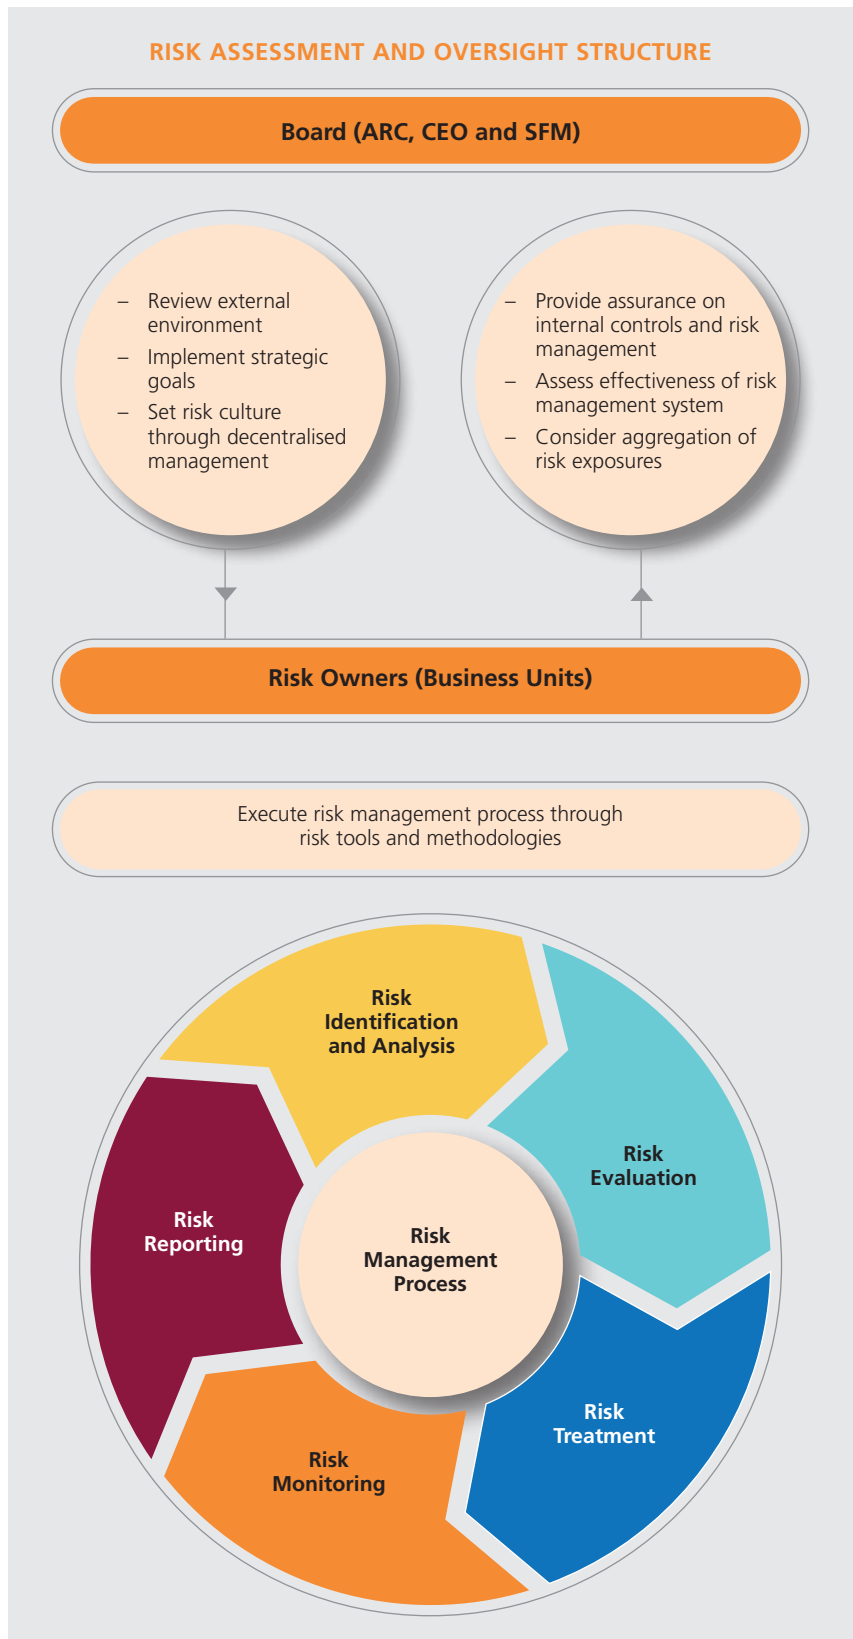 RISK ASSESSMENT AND OVERSIGHT STRUCTURE
Board (ARC, CEO and SFM)
– Review external
environment
– Implement strategic
goals
– Set risk culture
through decentralised
management
– Provide assurance on
internal controls and risk
management
– Assess effectiveness of risk
management system
– Consider aggregation of
risk exposures
Risk Owners (Business Units)
Execute risk management process through
risk tools and methodologies
Risk
Identification
and Analysis
Risk
Evaluation
Risk
Treatment
Risk
Monitoring
Risk
Reporting
Risk
Management
Process